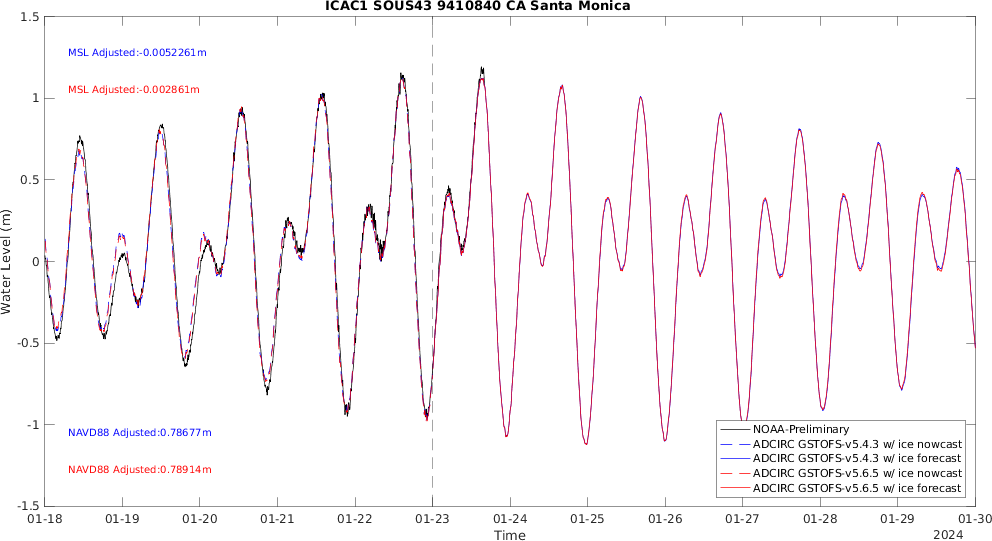 ICAC1 SOUS43 9410840 CA Santa Monica
1.5
MSL Adjusted:-0.0052261m
MSL Adjusted:-0.002861m
1
0.5
0
-0.5
-1
-1.5
Water Level (m)
NAVD88 Adjusted:0.78677m
NAVD88 Adjusted:0.78914m
NOAA-Preliminary
ADCIRC GSTOFS-v5.4.3 w/ ice nowcast
ADCIRC GSTOFS-v5.4.3 w/ ice forecast
ADCIRC GSTOFS-v5.6.5 w/ ice nowcast
ADCIRC GSTOFS-v5.6.5 w/ ice forecast
01-18 01-19 01-20 01-21 01-22 01-23 01-24 01-25 01-26 01-27 01-28 01-29 01-30
Time
2024